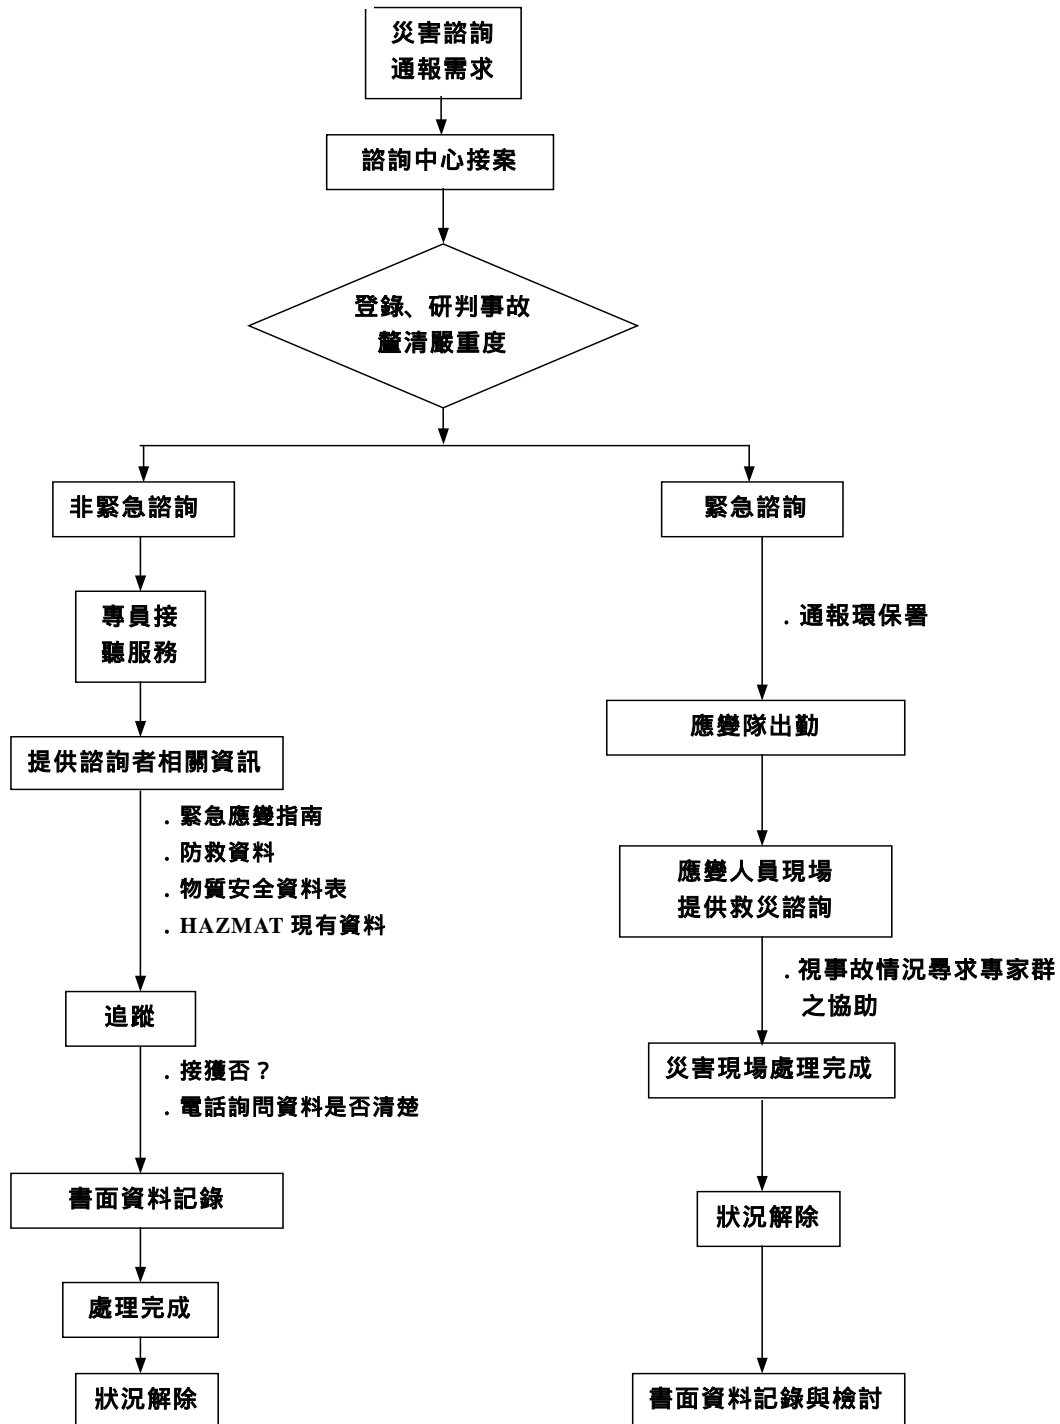 災害諮詢
通報需求
諮詢中心接案
登錄、研判事故
釐清嚴重度
非緊急諮詢
專員接
聽服務
提供諮詢者相關資訊
. 緊急應變指南
. 防救資料
. 物質安全資料表
. HAZMAT 現有資料
追蹤
. 接獲否？
. 電話詢問資料是否清楚
書面資料記錄
處理完成
狀況解除
緊急諮詢
. 通報環保署
應變隊出勤
應變人員現場
提供救災諮詢
. 視事故情況尋求專家群
之協助
災害現場處理完成
狀況解除
書面資料記錄與檢討